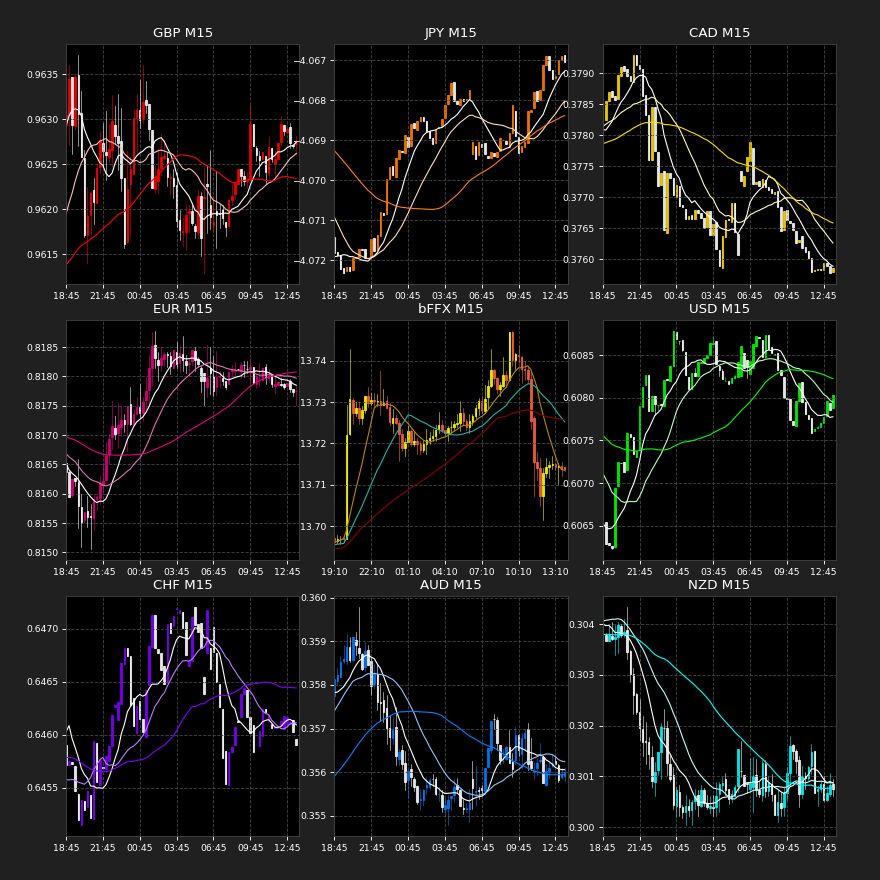 GBP M15
JPY M15
CAD M15
0.9635
0.9630
0.9625
0.9620
0.9615
−4.067
−4.068
−4.069
−4.070
−4.071
−4.072
0.3790
0.3785
0.3780
0.3775
0.3770
0.3765
0.3760
18:45 21:45 00:45 03:45 06:45 09:45 12:45
18:45 21:45 00:45 03:45 06:45 09:45 12:45
18:45 21:45 00:45 03:45 06:45 09:45 12:45
EUR M15
bFFX M15
USD M15
0.8185
0.8180
0.8175
0.8170
0.8165
0.8160
0.8155
0.8150
13.74
13.73
13.72
13.71
13.70
0.6085
0.6080
0.6075
0.6070
0.6065
18:45 21:45 00:45 03:45 06:45 09:45 12:45
19:10 22:10 01:10 04:10 07:10 10:10 13:10
18:45 21:45 00:45 03:45 06:45 09:45 12:45
CHF M15
AUD M15
NZD M15
0.6470
0.6465
0.6460
0.6455
0.360
0.359
0.358
0.357
0.356
0.355
0.304
0.303
0.302
0.301
0.300
18:45 21:45 00:45 03:45 06:45 09:45 12:45
18:45 21:45 00:45 03:45 06:45 09:45 12:45
18:45 21:45 00:45 03:45 06:45 09:45 12:45